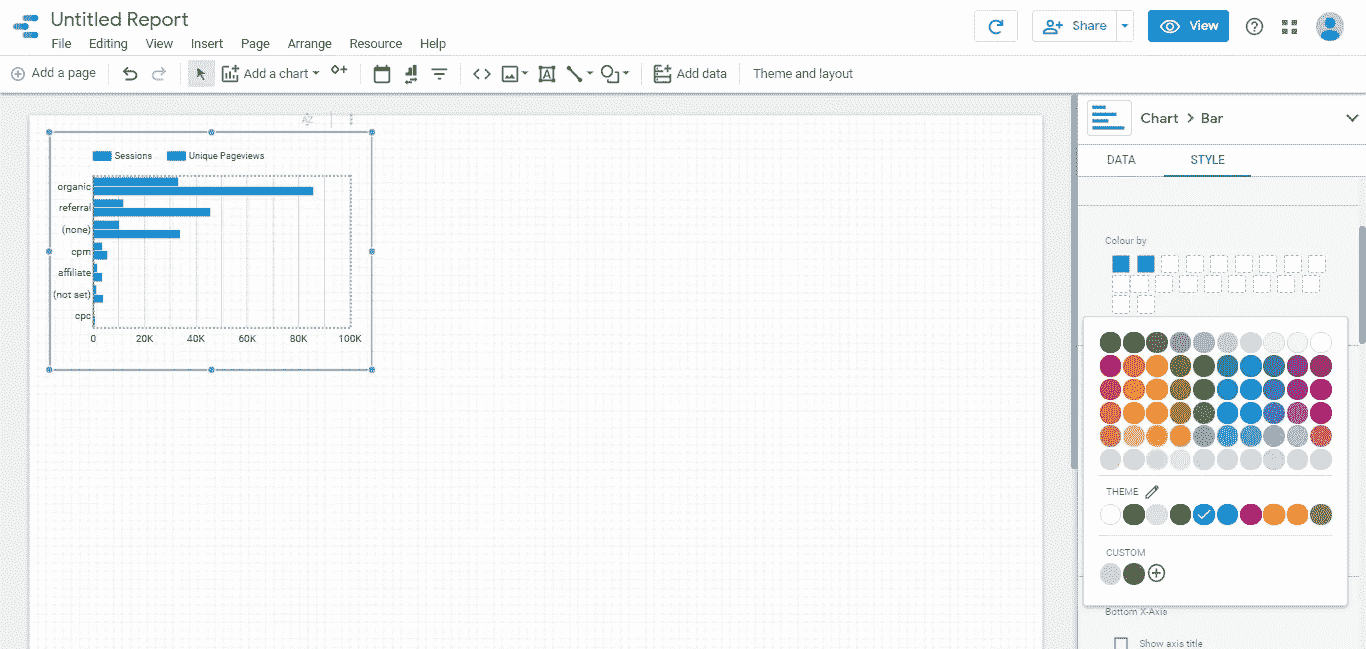 Untitled Report
File Editing View Insert Page Arrange Resource Help
Share View
Add a page Add a chart Add data Theme and layout
Chart > Bar
DATA STYLE
Sessions Unique Pageviews
organic
referral
(none)
cpm
affiliate
(not set)
cpc
0 20K 40K 60K 80K 100K
Colour by
THEME
CUSTOM
Bottom X-Axis
Show axis title